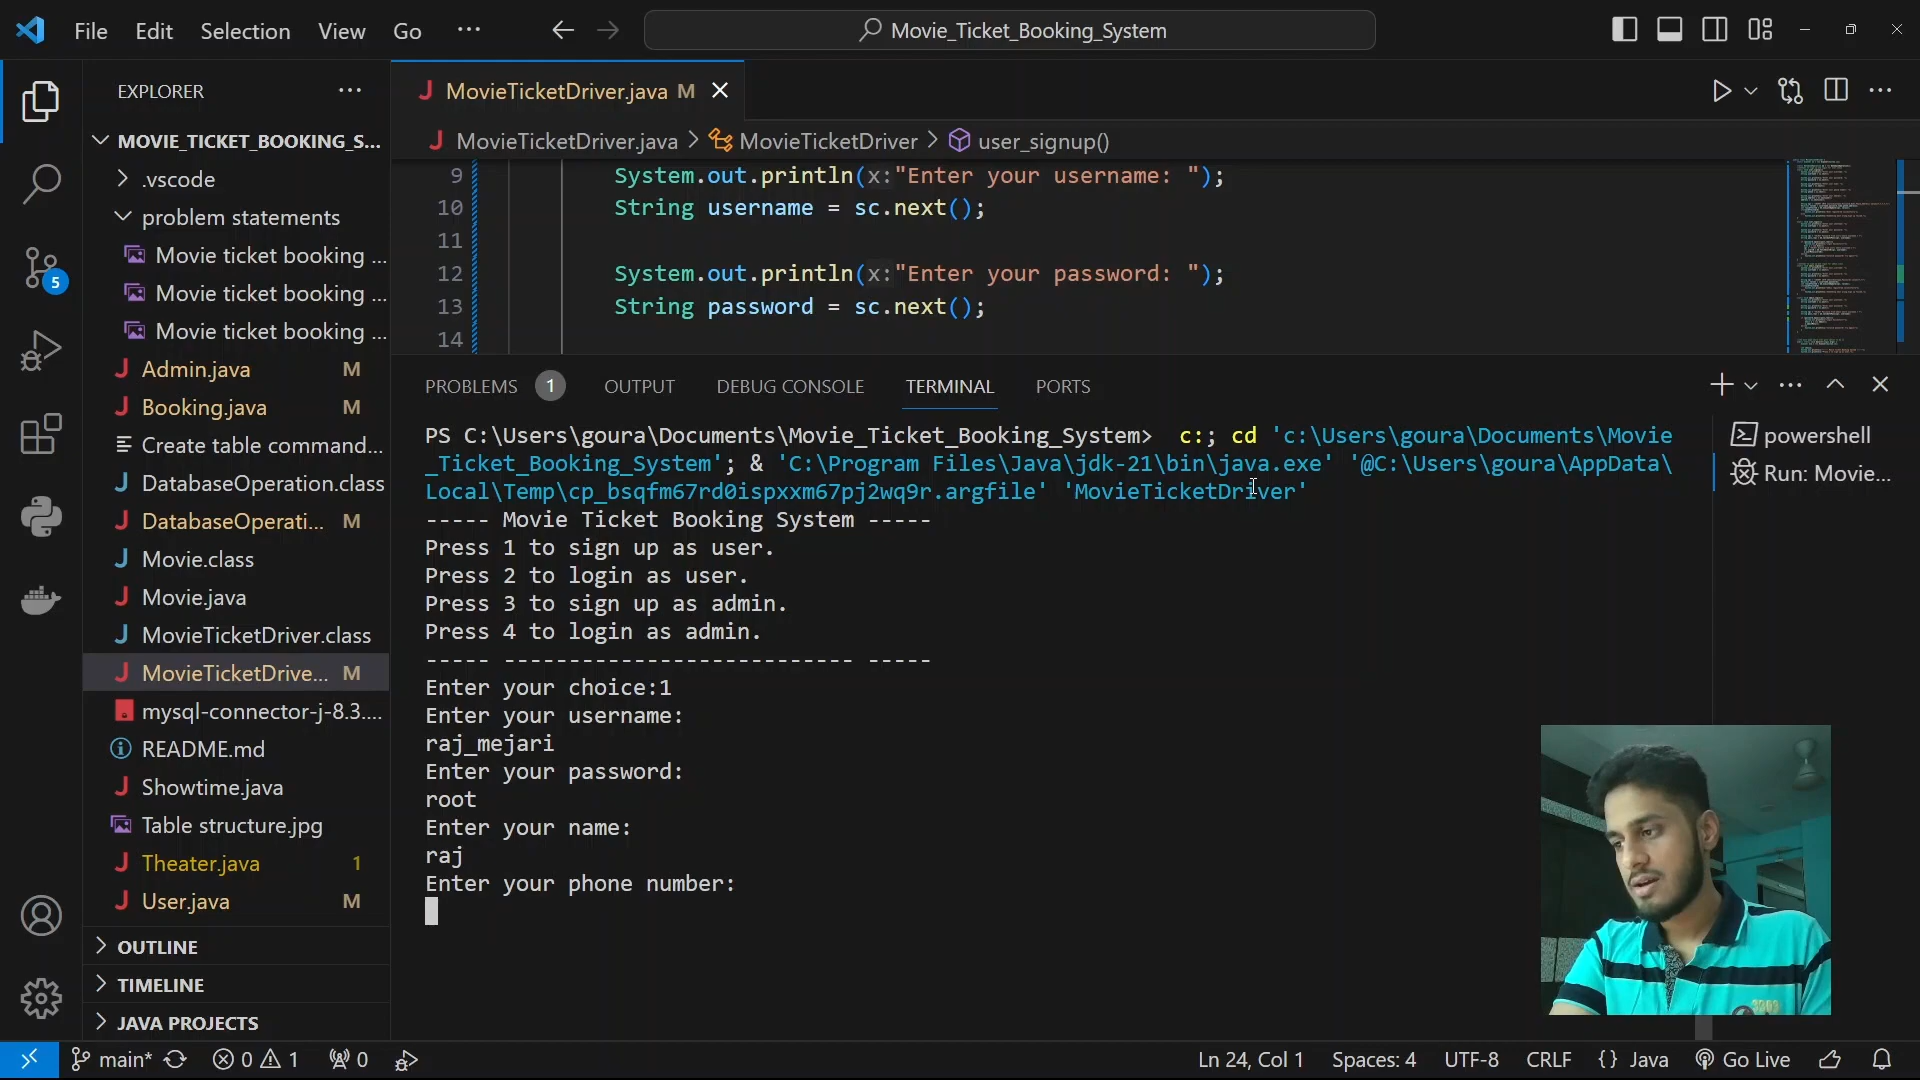 File Edit Selection View Go ···
Movie_Ticket_Booking_System
EXPLORER ···
MOVIE_TICKET_BOOKING_S...
.vscode
problem statements
Movie ticket booking ...
Movie ticket booking ...
Movie ticket booking ...
Admin.java M
Booking.java M
Create table command...
DatabaseOperation.class
DatabaseOperati... M
Movie.class
Movie.java
MovieTicketDriver.class
MovieTicketDrive... M
mysql-connector-j-8.3....
README.md
Showtime.java
Table structure.jpg
Theater.java 1
User.java M
OUTLINE
TIMELINE
JAVA PROJECTS
5
MovieTicketDriver.java M
MovieTicketDriver.java > MovieTicketDriver > user_signup()
9 System.out.println(x:"Enter your username: ");
10 String username = sc.next();
11
12 System.out.println(x:"Enter your password: ");
13 String password = sc.next();
14
PROBLEMS 1 OUTPUT DEBUG CONSOLE TERMINAL PORTS
PS C:\Users\goura\Documents\Movie_Ticket_Booking_System> c:; cd 'c:\Users\goura\Documents\Movie
_Ticket_Booking_System'; & 'C:\Program Files\Java\jdk-21\bin\java.exe' '@C:\Users\goura\AppData\
Local\Temp\cp_bsqfm67rd0ispxxm67pj2wq9r.argfile' 'MovieTicketDriver'
----- Movie Ticket Booking System -----
Press 1 to sign up as user.
Press 2 to login as user.
Press 3 to sign up as admin.
Press 4 to login as admin.
----- --------------------------- -----
Enter your choice:1
Enter your username:
raj_mejari
Enter your password:
root
Enter your name:
raj
Enter your phone number:
powershell
Run: Movie...
main* 0 1 0
Ln 24, Col 1 Spaces: 4 UTF-8 CRLF {} Java Go Live